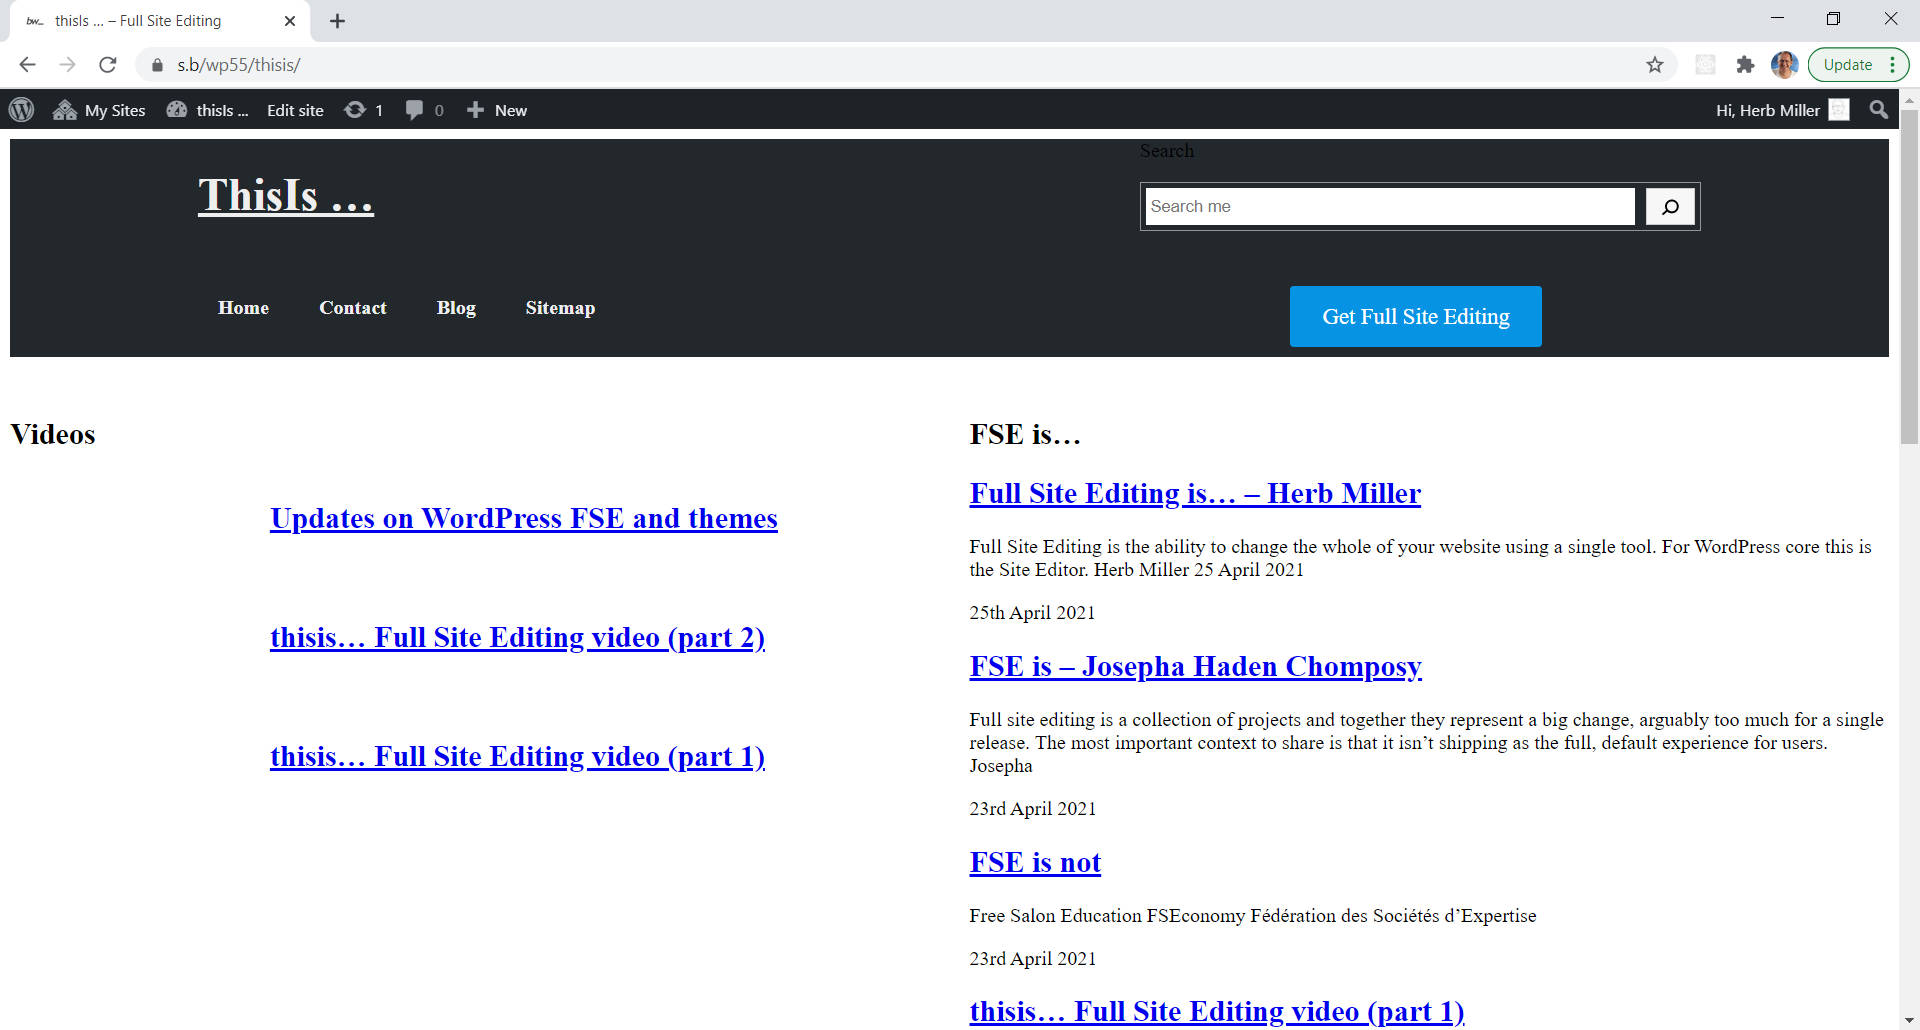 bw_ thisIs ... – Full Site Editing
s.b/wp55/thisis/
Update
My Sites thisIs ... Edit site 1 0 New Hi, Herb Miller
Search
ThisIs …
Search me
Home Contact Blog Sitemap
Get Full Site Editing
Videos
Updates on WordPress FSE and themes
thisis… Full Site Editing video (part 2)
thisis… Full Site Editing video (part 1)
FSE is…
Full Site Editing is… – Herb Miller
Full Site Editing is the ability to change the whole of your website using a single tool. For WordPress core this is
the Site Editor. Herb Miller 25 April 2021
25th April 2021
FSE is – Josepha Haden Chomposy
Full site editing is a collection of projects and together they represent a big change, arguably too much for a single
release. The most important context to share is that it isn’t shipping as the full, default experience for users.
Josepha
23rd April 2021
FSE is not
Free Salon Education FSEconomy Fédération des Sociétés d’Expertise
23rd April 2021
thisis… Full Site Editing video (part 1)